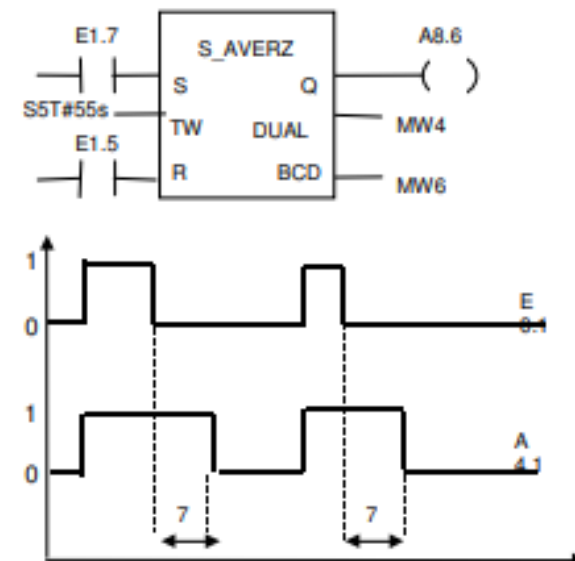 E1.7
S_AVERZ
A8.6
S
Q
S5T#55s
TW
DUAL
MW4
E1.5
R
BCD
MW6
1
E
0
1
A
4.1
0
7
7